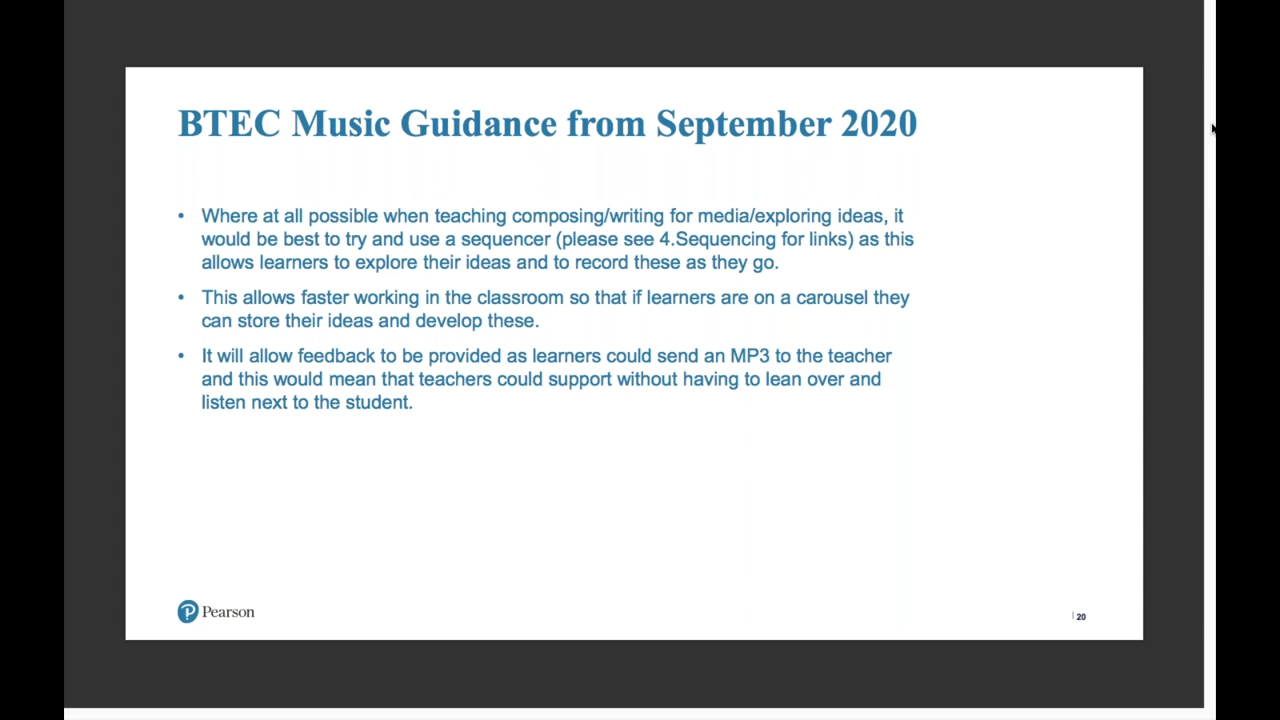 BTEC Music Guidance from September 2020
• Where at all possible when teaching composing/writing for media/exploring ideas, it
would be best to try and use a sequencer (please see 4.Sequencing for links) as this
allows learners to explore their ideas and to record these as they go.
• This allows faster working in the classroom so that if learners are on a carousel they
can store their ideas and develop these.
• It will allow feedback to be provided as learners could send an MP3 to the teacher
and this would mean that teachers could support without having to lean over and
listen next to the student.
Pearson
20